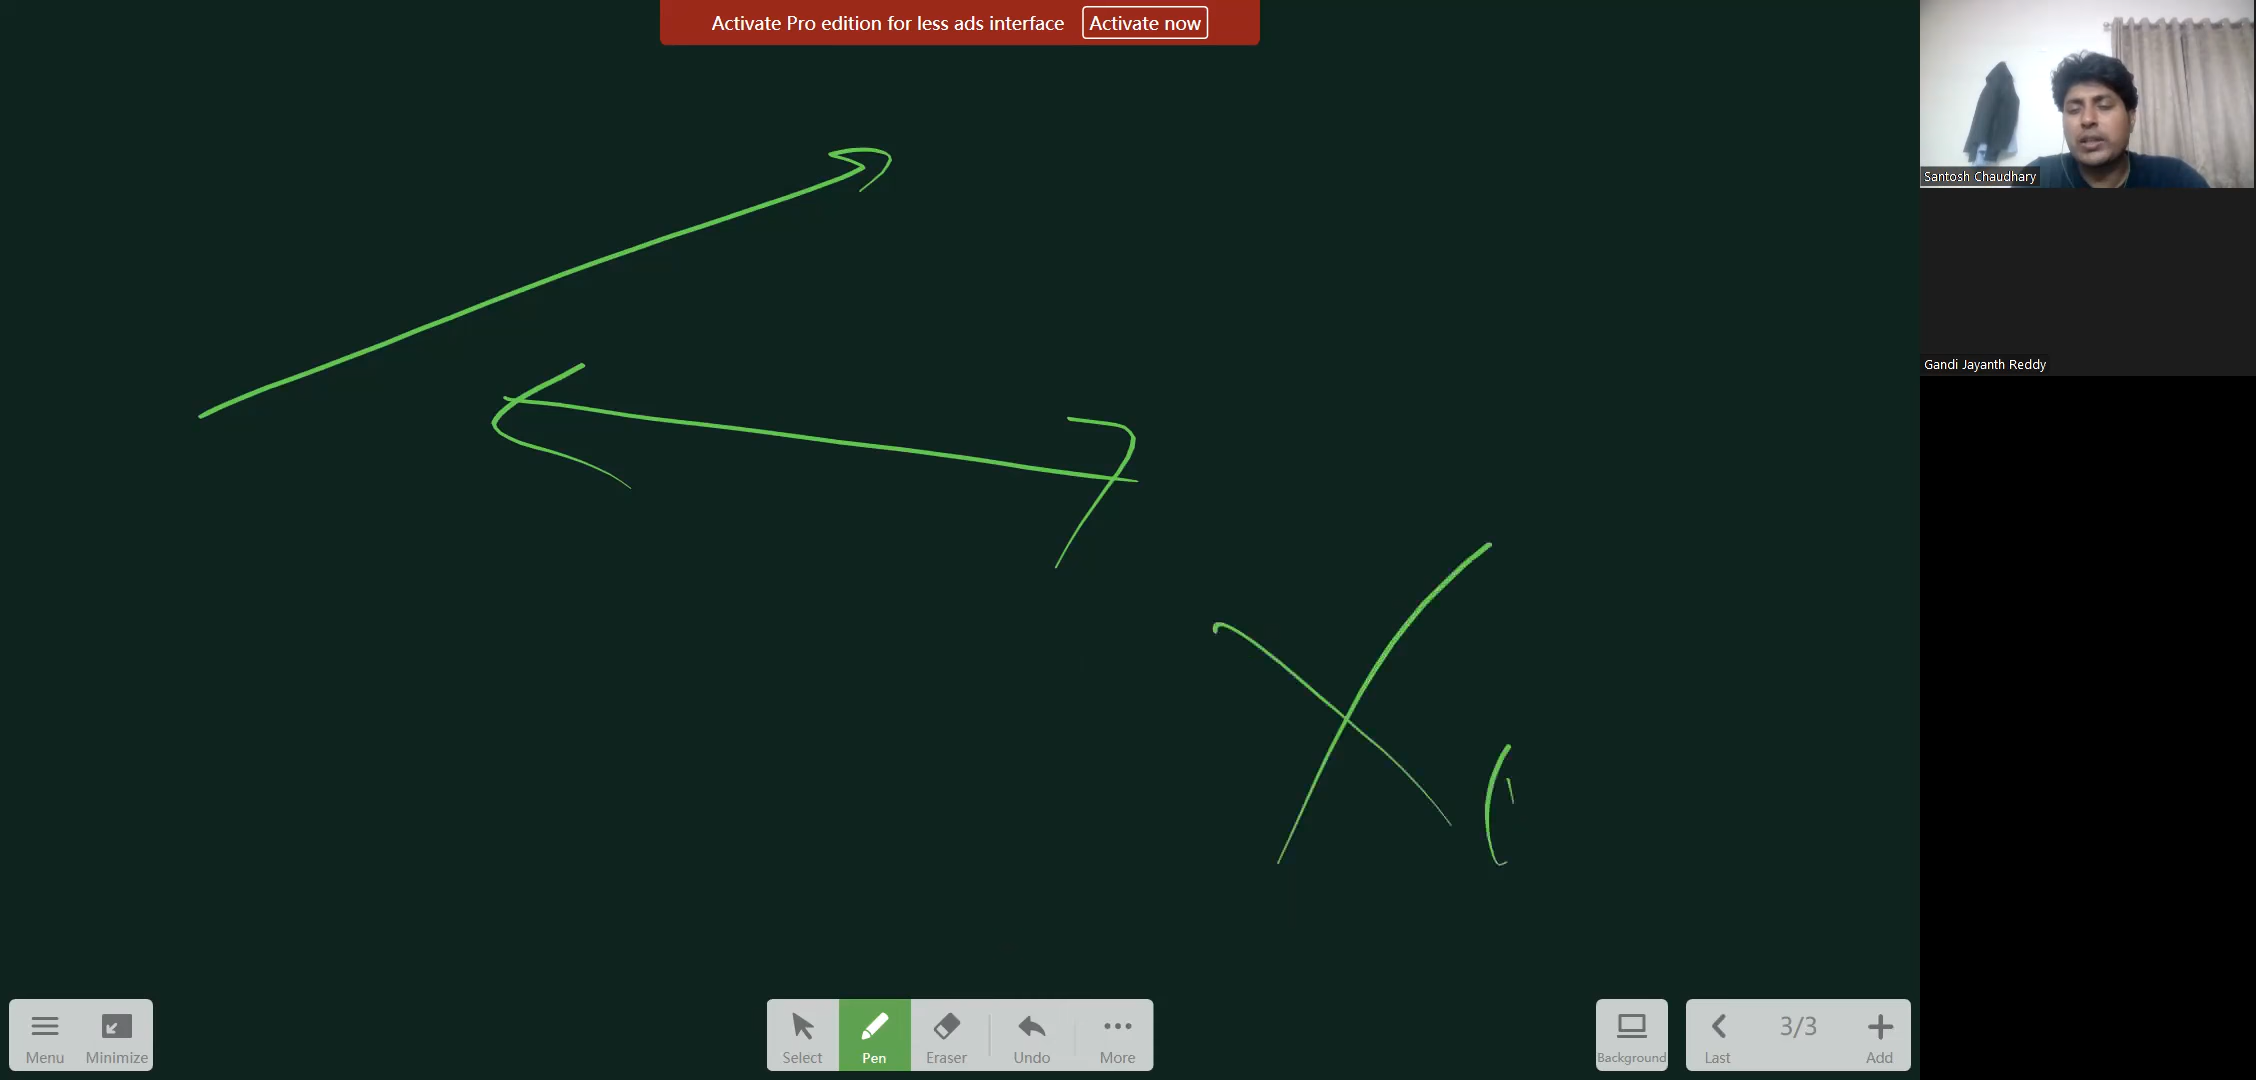 Activate Pro edition for less ads interface Activate now
Santosh Chaudhary
Gandi Jayanth Reddy
X
Menu Minimize
Select Pen Eraser Undo More
Background
Last 3/3 Add